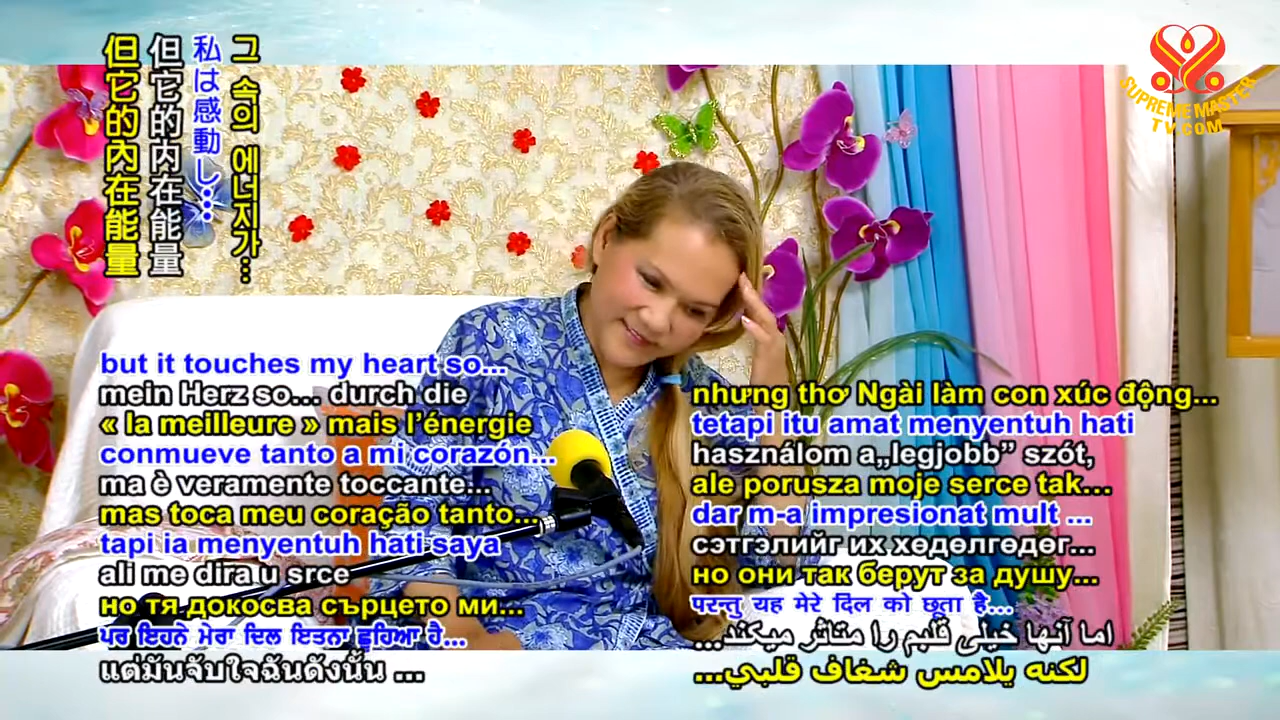 但它的內在能量
但它的内在能量
私は感動し…
그 속의 에너지가…
SUPREME MASTER
TV.COM
but it touches my heart so...
mein Herz so... durch die
« la meilleure » mais l’énergie
conmueve tanto a mi corazón...
ma è veramente toccante...
mas toca meu coração tanto...
tapi ia menyentuh hati saya
ali me dira u srce
но тя докосва сърцето ми...
ਪਰ ਇਹਨੇ ਮੇਰਾ ਦਿਲ ਇਤਨਾ ਛੂਹਿਆ ਹੈ...
แต่มันจับใจฉันดังนั้น ...
nhưng thơ Ngài làm con xúc động...
tetapi itu amat menyentuh hati
használom a„legjobb” szót,
ale porusza moje serce tak...
dar m-a impresionat mult ...
сэтгэлийг их хөдөлгөдөг...
но они так берут за душу...
परन्तु यह मेरे दिल को छूता है...
اما آنها خیلی قلبم را متاثر میکند...
لكنه يلامس شغاف قلبي...